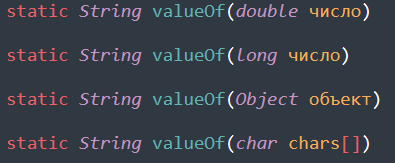 static String valueOf(double число)
static String valueOf(long число)
static String valueOf(Object объект)
static String valueOf(char chars[])